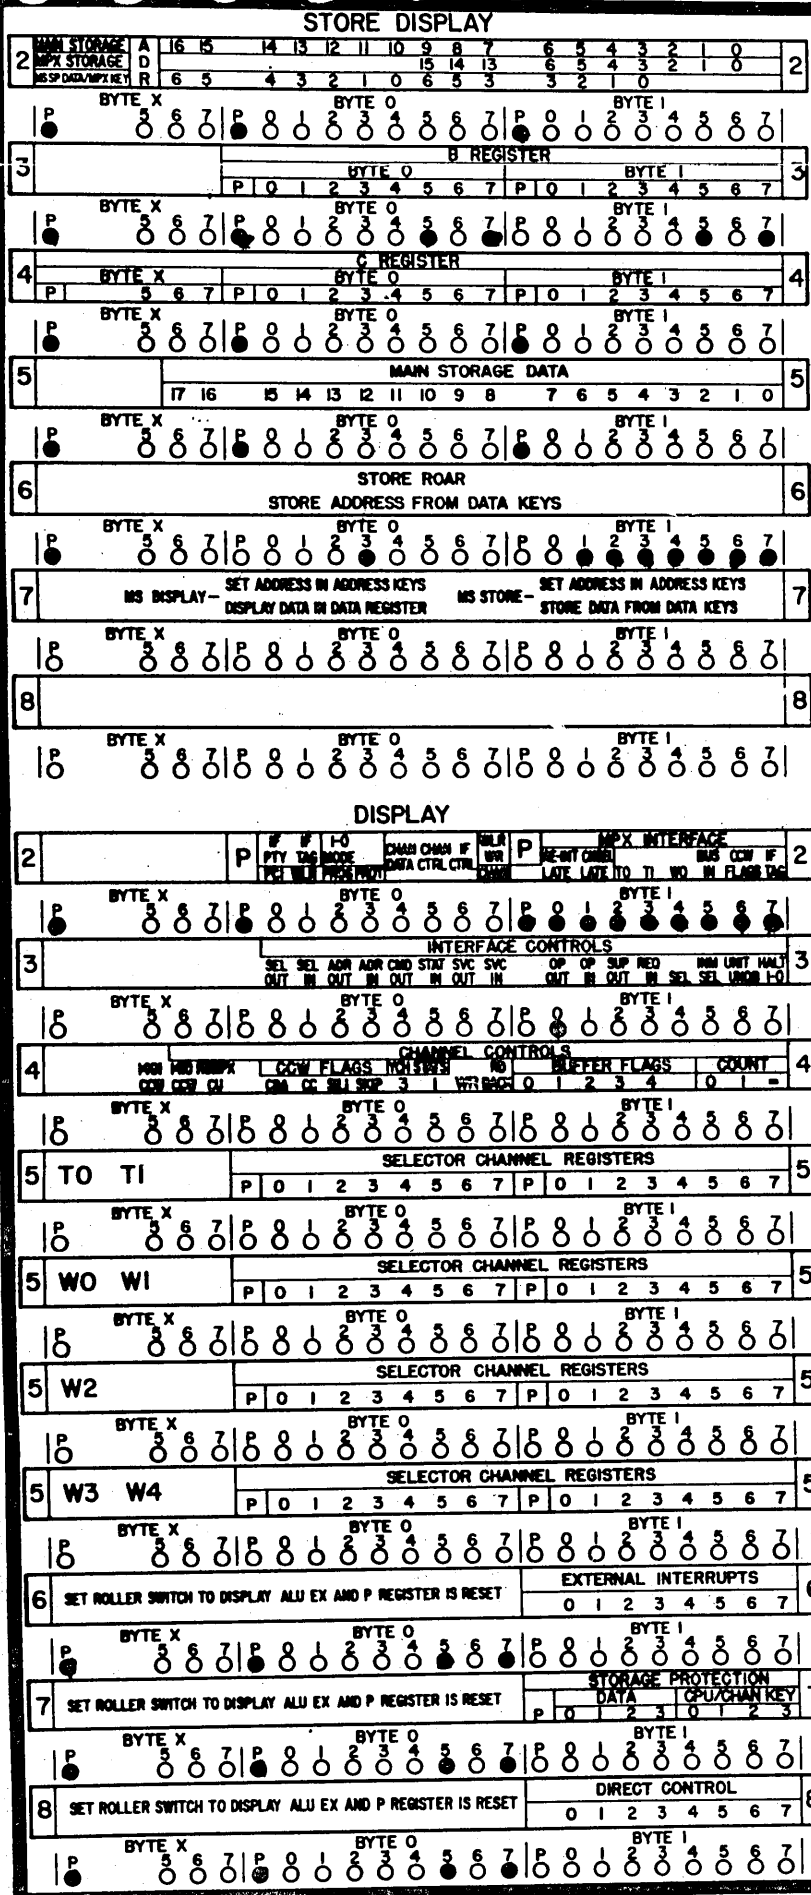 STORE DISPLAY
2 MAIN STORAGE A 16 15 14 13 12 11 10 9 8 7 6 5 4 3 2 1 0 2
MPX STORAGE D 15 14 13 6 5 4 3 2 1 0
MS SP DATA/MPX KEY R 6 5 4 3 2 1 0 6 5 3 3 2 1 0
BYTE X BYTE 0 BYTE 1
P 5 6 7 P 0 1 2 3 4 5 6 7 P 0 1 2 3 4 5 6 7
3 B REGISTER 3
BYTE 0 BYTE 1
P 0 1 2 3 4 5 6 7 P 0 1 2 3 4 5 6 7
BYTE X BYTE 0 BYTE 1
P 5 6 7 P 0 1 2 3 4 5 6 7 P 0 1 2 3 4 5 6 7
4 C REGISTER 4
BYTE X BYTE 0 BYTE 1
P 5 6 7 P 0 1 2 3 4 5 6 7 P 0 1 2 3 4 5 6 7
BYTE X BYTE 0 BYTE 1
P 5 6 7 P 0 1 2 3 4 5 6 7 P 0 1 2 3 4 5 6 7
5 MAIN STORAGE DATA 5
17 16 15 14 13 12 11 10 9 8 7 6 5 4 3 2 1 0
BYTE X BYTE 0 BYTE 1
P 5 6 7 P 0 1 2 3 4 5 6 7 P 0 1 2 3 4 5 6 7
6 STORE ROAR 6
STORE ADDRESS FROM DATA KEYS
BYTE X BYTE 0 BYTE 1
P 5 6 7 P 0 1 2 3 4 5 6 7 P 0 1 2 3 4 5 6 7
7 MS DISPLAY— SET ADDRESS IN ADDRESS KEYS MS STORE— SET ADDRESS IN ADDRESS KEYS 7
DISPLAY DATA IN DATA REGISTER STORE DATA FROM DATA KEYS
BYTE X BYTE 0 BYTE 1
P 5 6 7 P 0 1 2 3 4 5 6 7 P 0 1 2 3 4 5 6 7
8 8
BYTE X BYTE 0 BYTE 1
P 5 6 7 P 0 1 2 3 4 5 6 7 P 0 1 2 3 4 5 6 7
DISPLAY
2 P IF IF I-O CHAN CHAN IF P MPX INTERFACE 2
PTY TAG MODE DATA CTRL CTRL BUS CCW IF
LATE LATE T0 T1 W0 IN FLAGS TAG
BYTE X BYTE 0 BYTE 1
P 5 6 7 P 0 1 2 3 4 5 6 7 P 0 1 2 3 4 5 6 7
3 INTERFACE CONTROLS 3
SEL SEL ADR ADR CMD STAT SVC SVC OP OP SUP REQ UNIT HALT
OUT IN OUT IN OUT IN OUT IN OUT IN OUT IN SEL SEL I-O
BYTE X BYTE 0 BYTE 1
P 5 6 7 P 0 1 2 3 4 5 6 7 P 0 1 2 3 4 5 6 7
4 CHANNEL CONTROLS 4
CCW FLAGS BUFFER FLAGS COUNT
CCW CCW CU CC SILI SKIP 3 1 0 1 2 3 4 0 1 -
BYTE X BYTE 0 BYTE 1
P 5 6 7 P 0 1 2 3 4 5 6 7 P 0 1 2 3 4 5 6 7
5 T0 T1 SELECTOR CHANNEL REGISTERS 5
P 0 1 2 3 4 5 6 7 P 0 1 2 3 4 5 6 7
BYTE X BYTE 0 BYTE 1
P 5 6 7 P 0 1 2 3 4 5 6 7 P 0 1 2 3 4 5 6 7
5 W0 W1 SELECTOR CHANNEL REGISTERS 5
P 0 1 2 3 4 5 6 7 P 0 1 2 3 4 5 6 7
BYTE X BYTE 0 BYTE 1
P 5 6 7 P 0 1 2 3 4 5 6 7 P 0 1 2 3 4 5 6 7
5 W2 SELECTOR CHANNEL REGISTERS 5
P 0 1 2 3 4 5 6 7 P 0 1 2 3 4 5 6 7
BYTE X BYTE 0 BYTE 1
P 5 6 7 P 0 1 2 3 4 5 6 7 P 0 1 2 3 4 5 6 7
5 W3 W4 SELECTOR CHANNEL REGISTERS 5
P 0 1 2 3 4 5 6 7 P 0 1 2 3 4 5 6 7
BYTE X BYTE 0 BYTE 1
P 5 6 7 P 0 1 2 3 4 5 6 7 P 0 1 2 3 4 5 6 7
6 SET ROLLER SWITCH TO DISPLAY ALU EX AND P REGISTER IS RESET EXTERNAL INTERRUPTS 6
0 1 2 3 4 5 6 7
BYTE X BYTE 0 BYTE 1
P 5 6 7 P 0 1 2 3 4 5 6 7 P 0 1 2 3 4 5 6 7
7 SET ROLLER SWITCH TO DISPLAY ALU EX AND P REGISTER IS RESET STORAGE PROTECTION
DATA CPU/CHAN KEY
P 0 1 2 3 0 1 2 3
BYTE X BYTE 0 BYTE 1
P 5 6 7 P 0 1 2 3 4 5 6 7 P 0 1 2 3 4 5 6 7
8 SET ROLLER SWITCH TO DISPLAY ALU EX AND P REGISTER IS RESET DIRECT CONTROL 8
0 1 2 3 4 5 6 7
BYTE X BYTE 0 BYTE 1
P 5 6 7 P 0 1 2 3 4 5 6 7 P 0 1 2 3 4 5 6 7